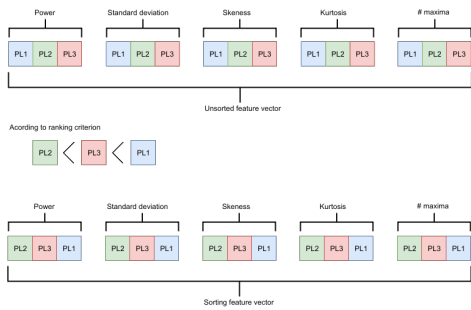 Power Standard deviation Skeness Kurtosis # maxima
PL1 PL2 PL3 PL1 PL2 PL3 PL1 PL2 PL3 PL1 PL2 PL3 PL1 PL2 PL3
Unsorted feature vector
Acording to ranking criterion
PL2 < PL3 < PL1
Power Standard deviation Skeness Kurtosis # maxima
PL2 PL3 PL1 PL2 PL3 PL1 PL2 PL3 PL1 PL2 PL3 PL1 PL2 PL3 PL1
Sorting feature vector